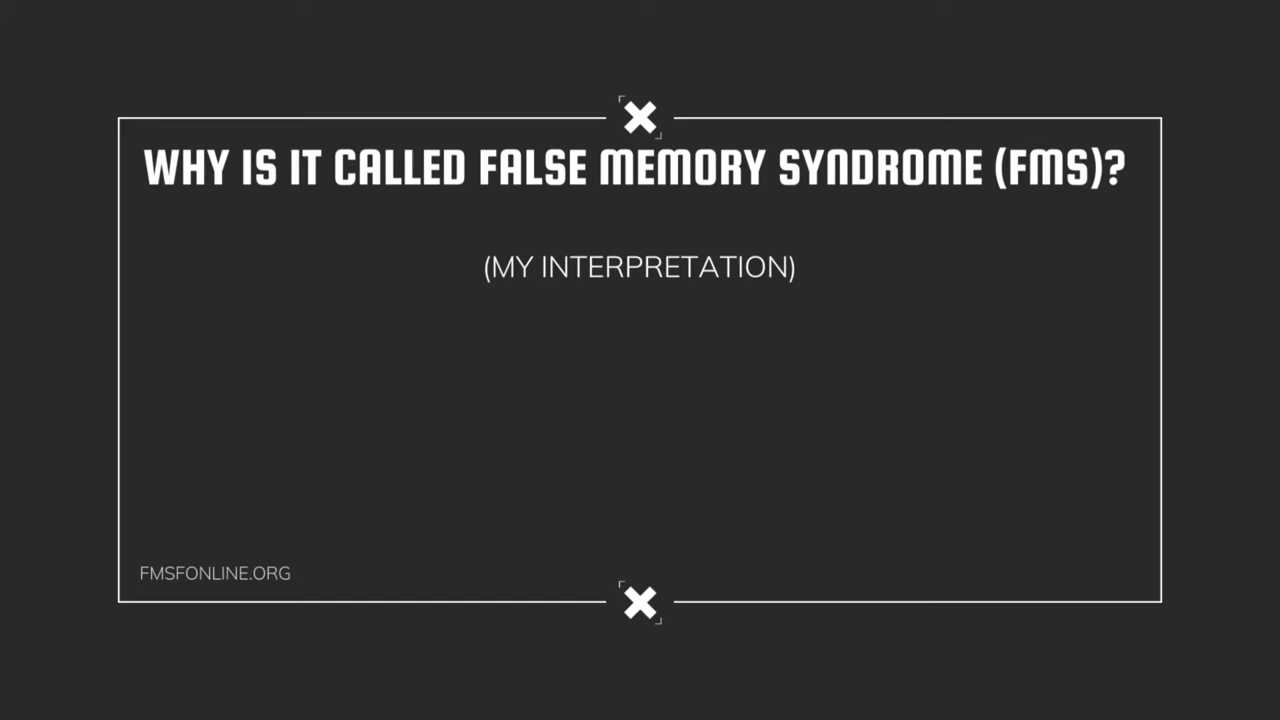 WHY IS IT CALLED FALSE MEMORY SYNDROME (FMS)?
(MY INTERPRETATION)
FMSFONLINE.ORG